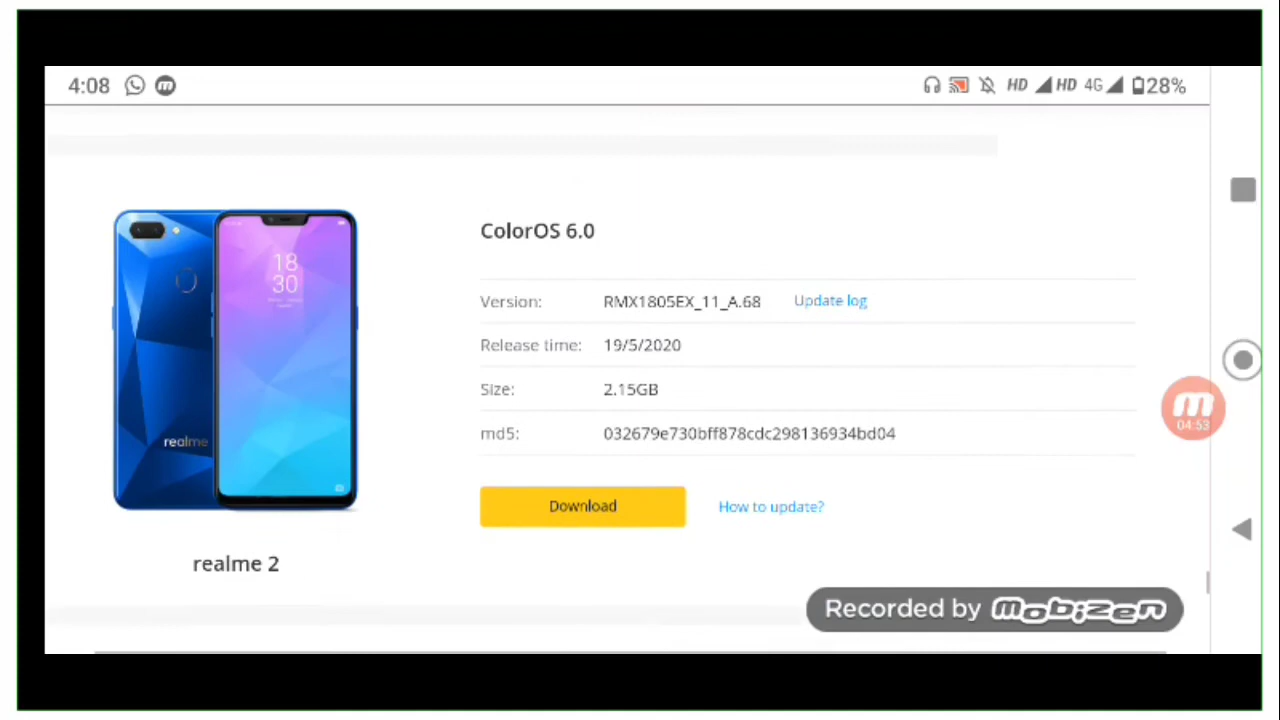 4:08
HD HD 4G 28%
ColorOS 6.0
18
30
Version: RMX1805EX_11_A.68 Update log
Release time: 19/5/2020
Size: 2.15GB
md5: 032679e730bff878cdc298136934bd04
realme
04:53
Download How to update?
realme 2
Recorded by mobizen